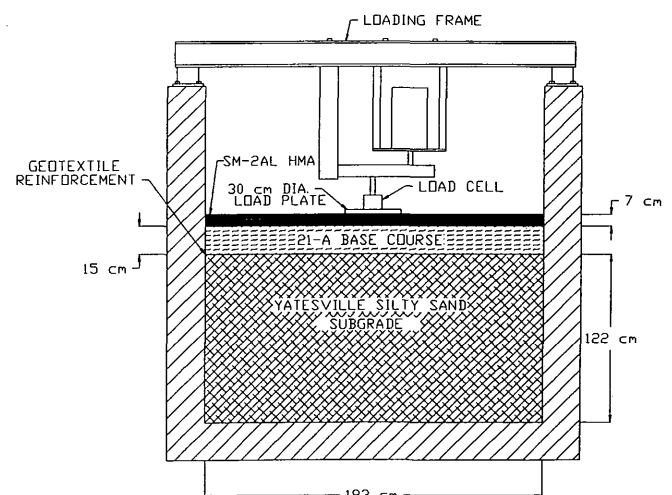 LOADING FRAME
GEOTEXTILE
REINFORCEMENT
SM-2AL HMA
30 cm DIA.
LOAD PLATE
LOAD CELL
7 cm
21-A BASE COURSE
15 cm
YATESVILLE SILTY SAND
SUBGRADE
122 cm